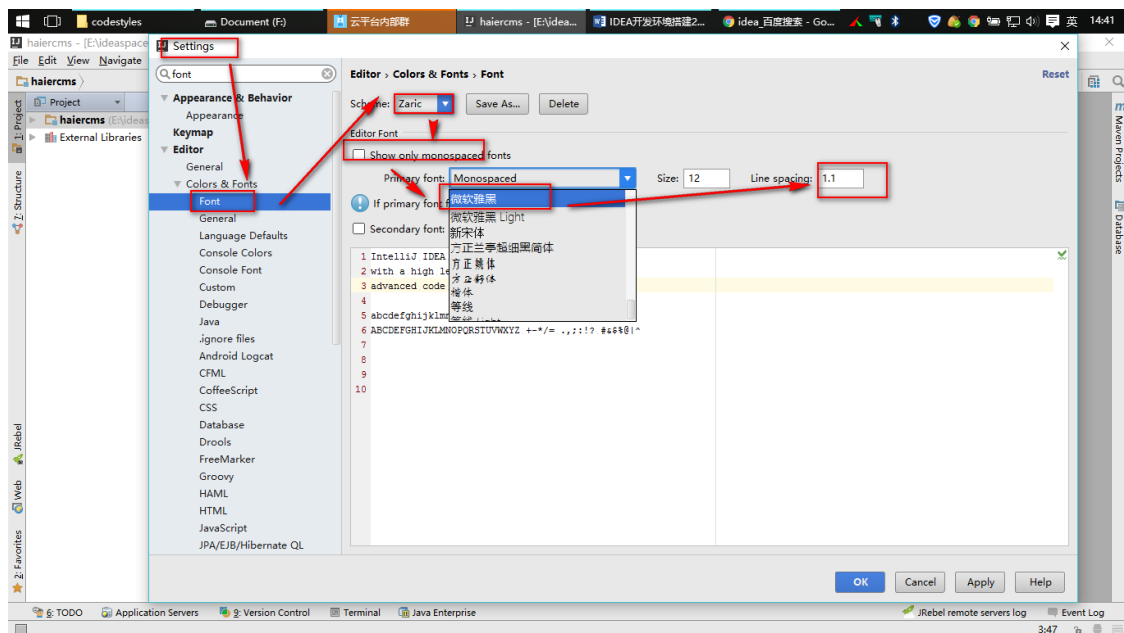 codestyles
Document (F:)
云平台内部群
haiercms - [E:\idea...
IDEA开发环境搭建2...
idea_百度搜索 - Go...
英
14:41
haiercms - [E:\ideaspace
Settings
File Edit View Navigate
haiercms
font
Editor › Colors & Fonts › Font
Reset
Project
haiercms (E:\ideas
External Libraries
1: Project
Z: Structure
JRebel
Web
2: Favorites
Maven Projects
Database
Appearance & Behavior
Appearance
Keymap
Editor
General
Colors & Fonts
Font
General
Language Defaults
Console Colors
Console Font
Custom
Debugger
Java
.ignore files
Android Logcat
CFML
CoffeeScript
CSS
Database
Drools
FreeMarker
Groovy
HAML
HTML
JavaScript
JPA/EJB/Hibernate QL
Scheme: Zaric Save As... Delete
Editor Font
Show only monospaced fonts
Primary font: Monospaced Size: 12 Line spacing: 1.1
If primary font f
Secondary font:
微软雅黑
微软雅黑 Light
新宋体
方正兰亭超细黑简体
方正姚体
方正舒体
楷体
等线
等线 Light
1 IntelliJ IDEA
2 with a high le
3 advanced code
4
5 abcdefghijklmn
6 ABCDEFGHIJKLMNOPQRSTUVWXYZ +-*/= .,;:!? #&$%@|^
7
8
9
10
OK Cancel Apply Help
6: TODO Application Servers 9: Version Control Terminal Java Enterprise JRebel remote servers log Event Log
3:47